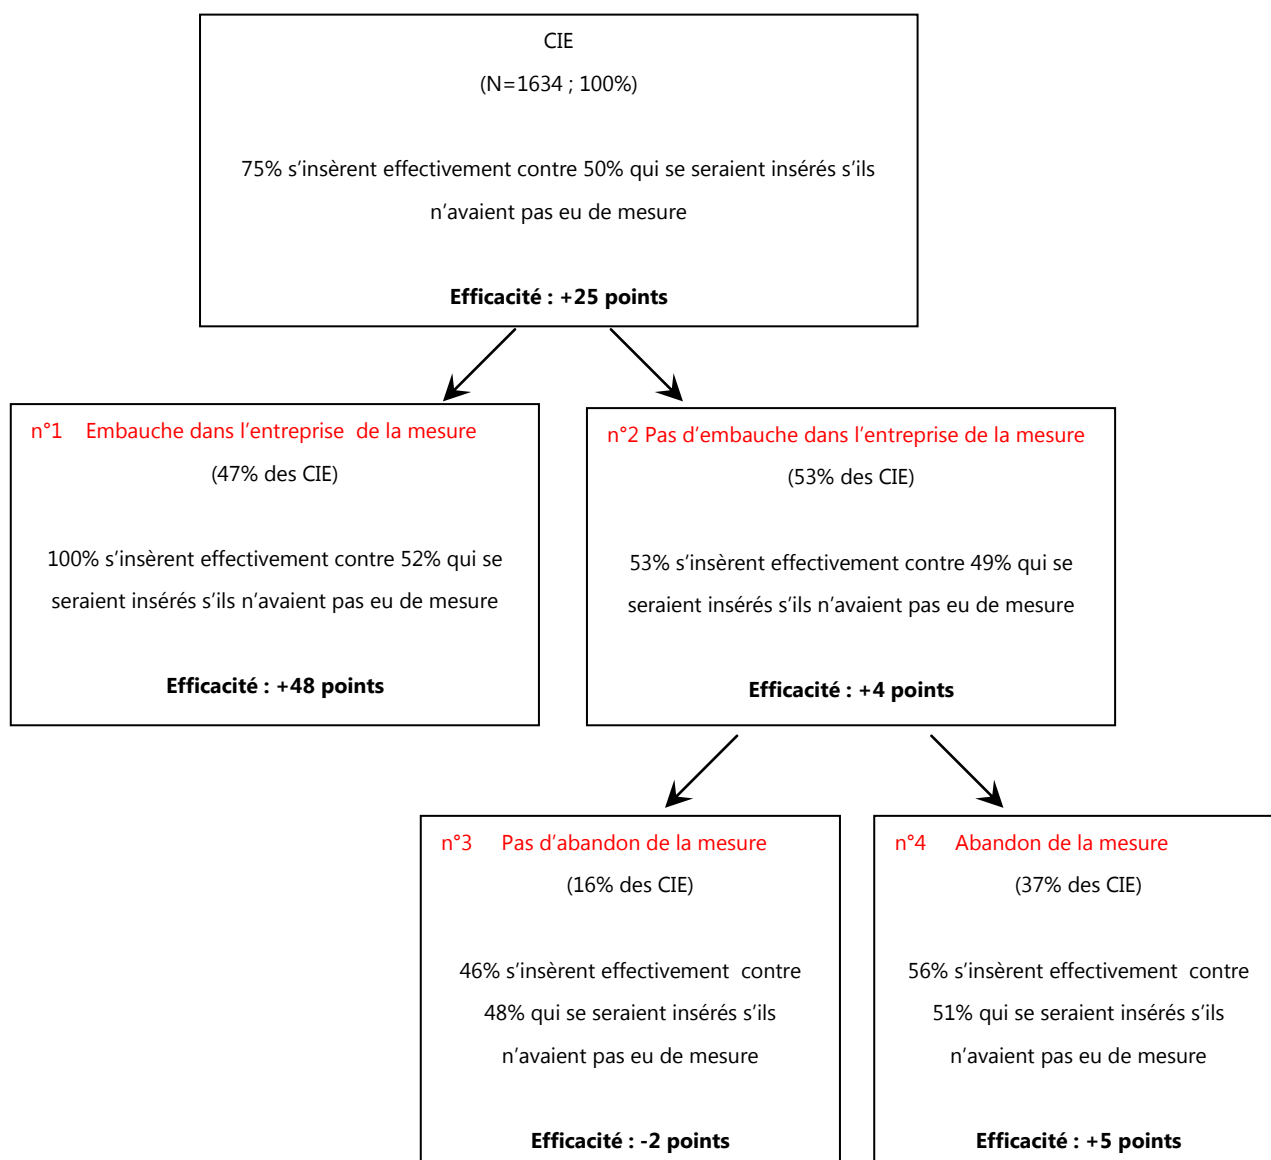 CIE
(N=1634 ; 100%)
75% s’insèrent effectivement contre 50% qui se seraient insérés s’ils
n’avaient pas eu de mesure
Efficacité : +25 points
n°1 Embauche dans l’entreprise de la mesure
(47% des CIE)
100% s’insèrent effectivement contre 52% qui se
seraient insérés s’ils n’avaient pas eu de mesure
Efficacité : +48 points
n°2 Pas d’embauche dans l’entreprise de la mesure
(53% des CIE)
53% s’insèrent effectivement contre 49% qui se
seraient insérés s’ils n’avaient pas eu de mesure
Efficacité : +4 points
n°3 Pas d’abandon de la mesure
(16% des CIE)
46% s’insèrent effectivement contre
48% qui se seraient insérés s’ils
n’avaient pas eu de mesure
Efficacité : -2 points
n°4 Abandon de la mesure
(37% des CIE)
56% s’insèrent effectivement contre
51% qui se seraient insérés s’ils
n’avaient pas eu de mesure
Efficacité : +5 points